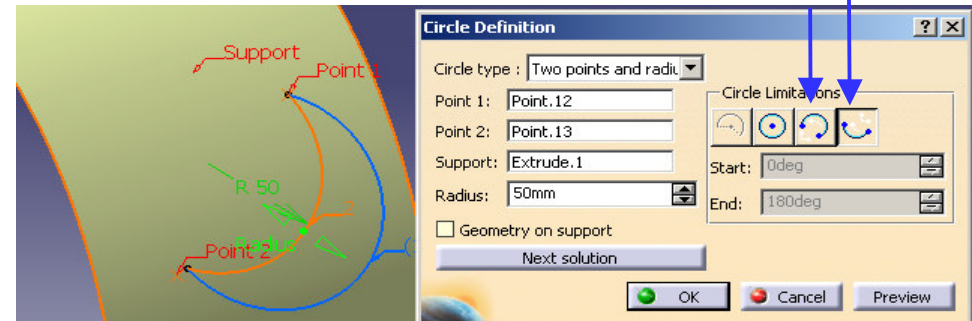 Support
Point 1
R 50
Radius
2
Point 2
Circle Definition
Circle type : Two points and radiu
Point 1: Point.12
Point 2: Point.13
Support: Extrude.1
Radius: 50mm
Geometry on support
Next solution
Circle Limitations
Start: 0deg
End: 180deg
OK
Cancel
Preview